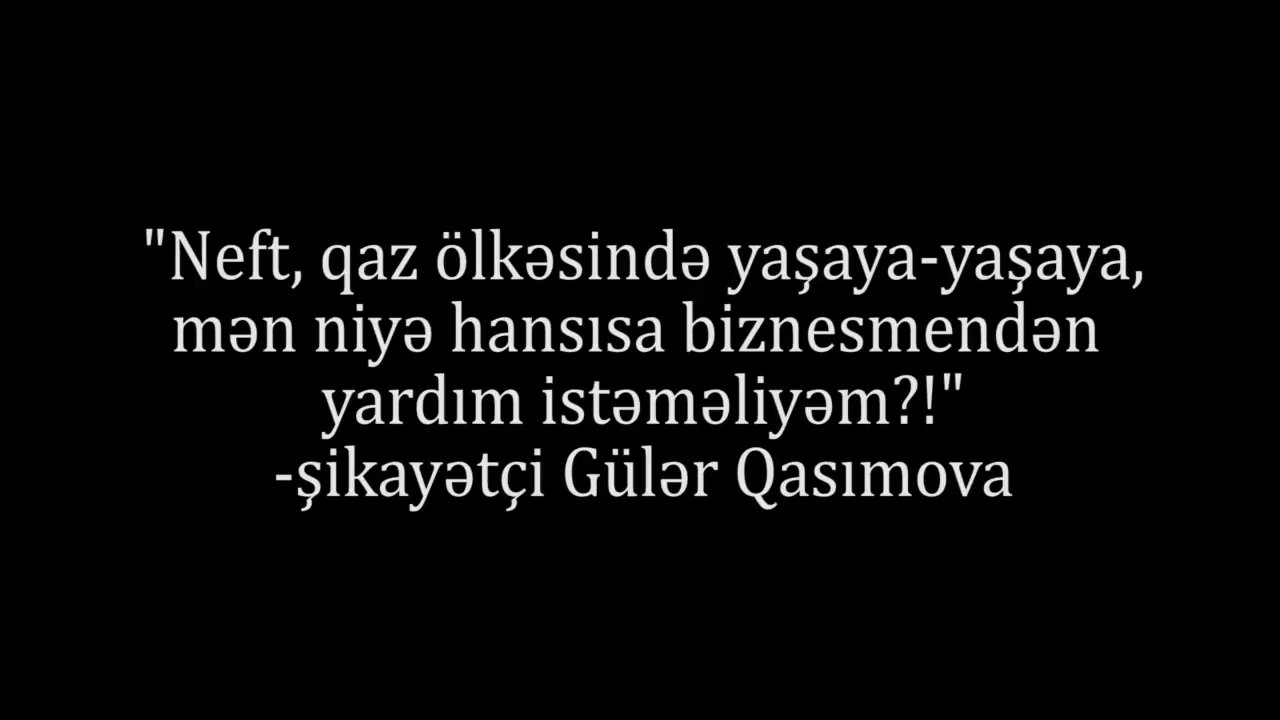 "Neft, qaz ölkəsində yaşaya-yaşaya,
mən niyə hansısa biznesmendən
yardım istəməliyəm?!"
-şikayətçi Gülər Qasımova